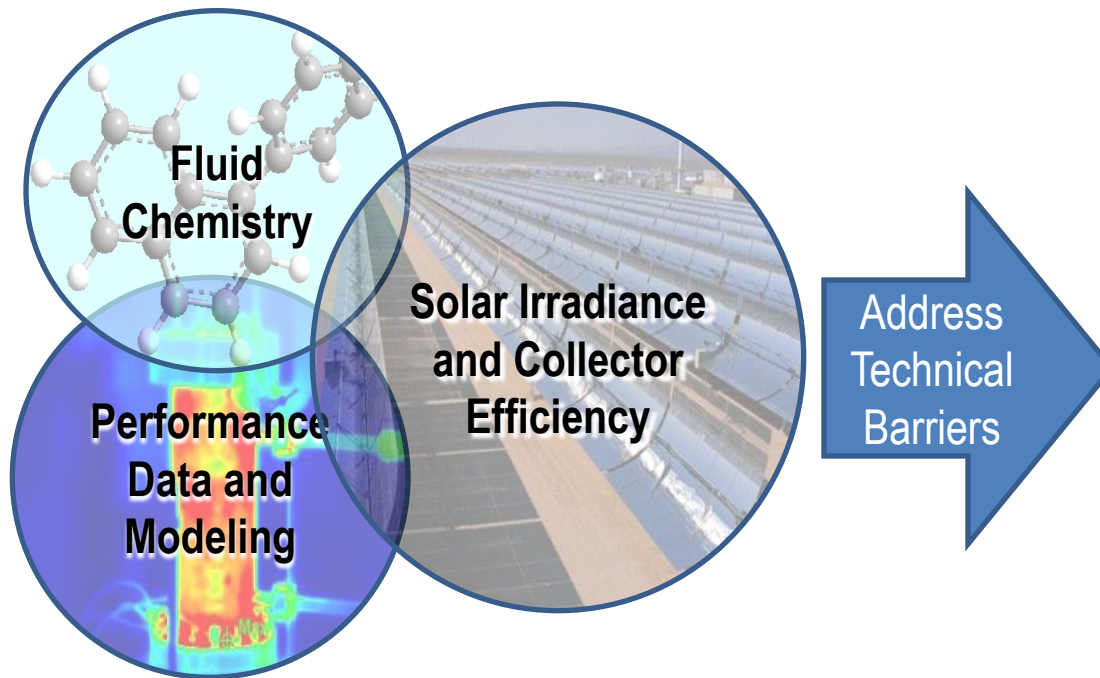 Fluid
Chemistry
Performance
Data and
Modeling
Solar Irradiance
and Collector
Efficiency
Address
Technical
Barriers